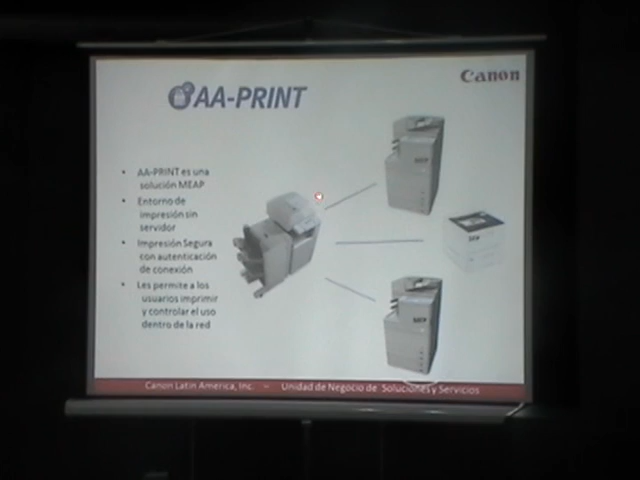 Canon
AA-PRINT
• AA-PRINT es una
solución MEAP
• Entorno de
impresión sin
servidor
• Impresión Segura
con autenticación
de conexión
• Les permite a los
usuarios imprimir
y controlar el uso
dentro de la red
Canon Latin America, Inc. – Unidad de Negocio de Soluciones y Servicios